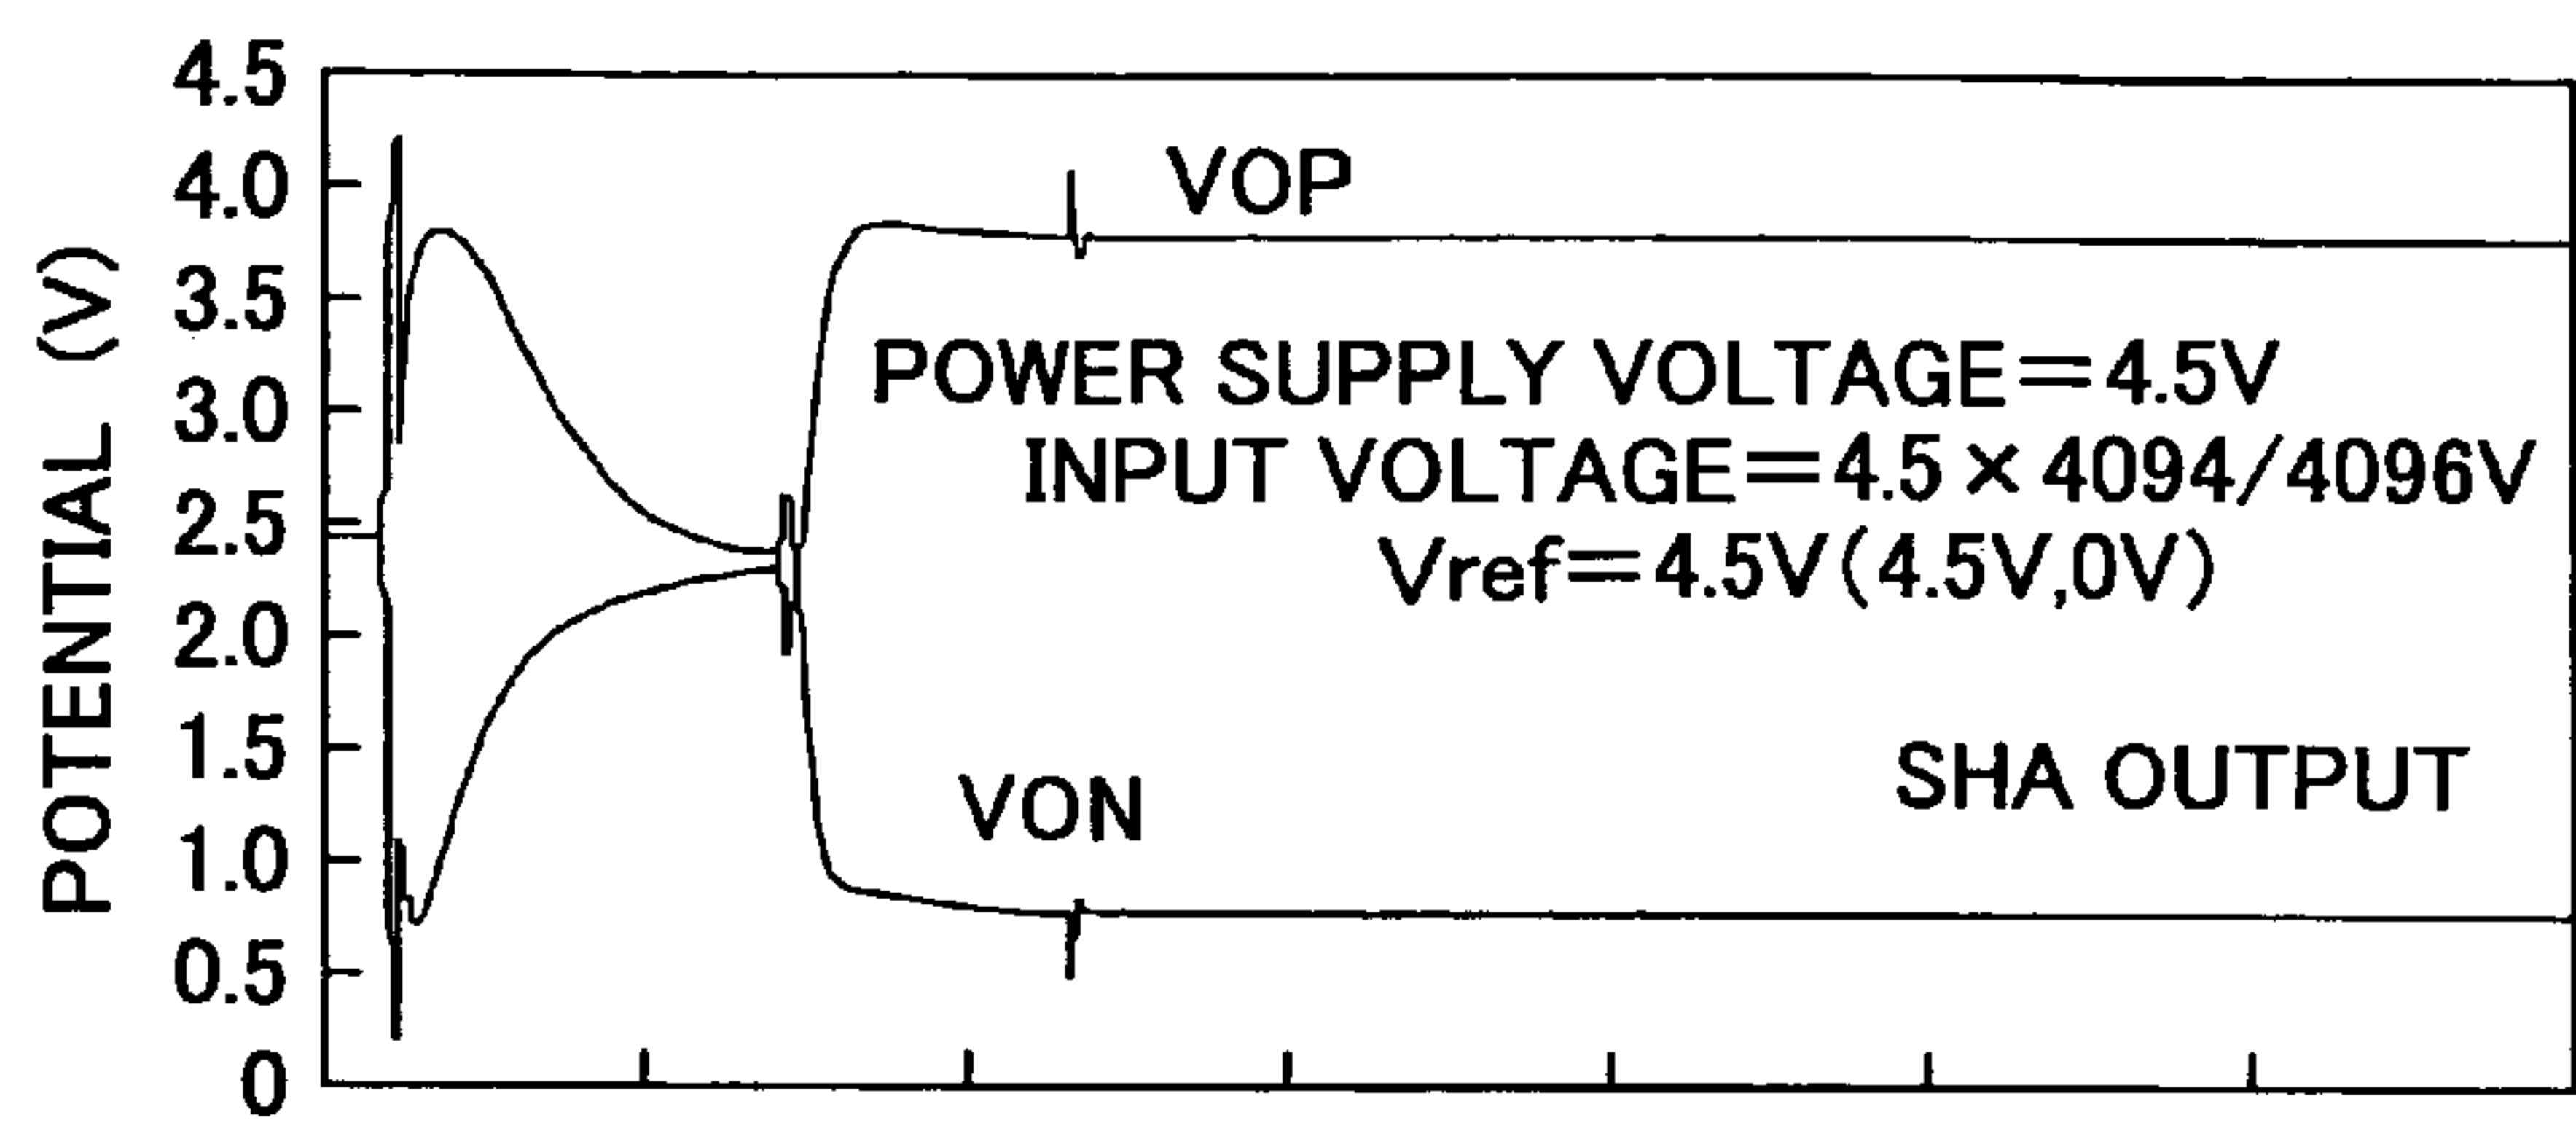 POTENTIAL (V)
4.5
4.0
3.5
3.0
2.5
2.0
1.5
1.0
0.5
0
VOP
POWER SUPPLY VOLTAGE=4.5V
INPUT VOLTAGE=4.5×4094/4096V
Vref=4.5V(4.5V,0V)
VON
SHA OUTPUT